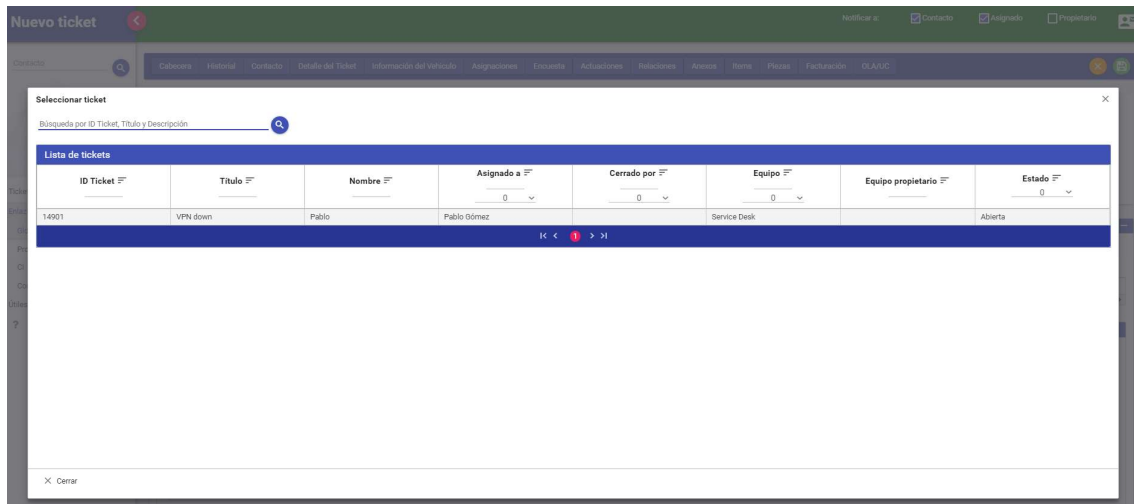 Nuevo ticket
Notificar a: Contacto Asignado Propietario
Contacto
Cabecera Historial Contacto Detalle del Ticket Información del Vehículo Asignaciones Encuesta Actuaciones Relaciones Anexos Items Piezas Facturación OLA/UC
Seleccionar ticket
Búsqueda por ID Ticket, Título y Descripción
Lista de tickets
ID Ticket Título Nombre Asignado a Cerrado por Equipo Equipo propietario Estado
0 0 0 0
14901 VPN down Pablo Pablo Gómez Service Desk Abierta
1
Cerrar